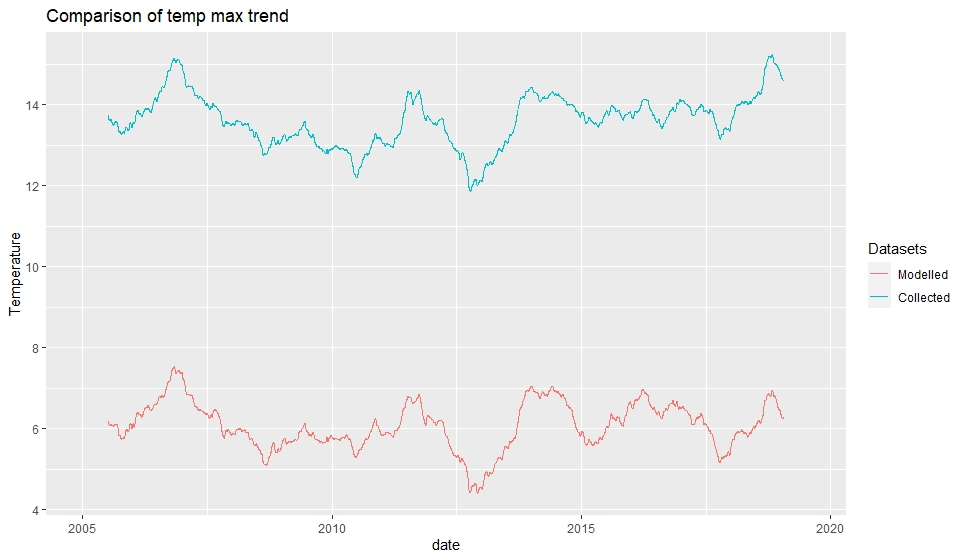 Comparison of temp max trend
14
12
10
8
6
4
Temperature
2005
2010
2015
2020
date
Datasets
Modelled
Collected